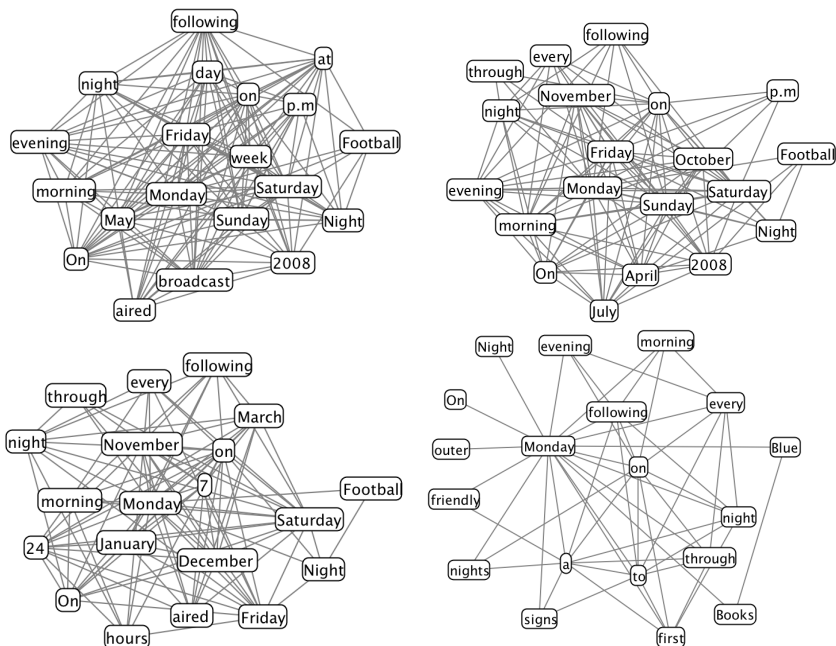 following
at
day
night
on
p.m
Friday
evening
Football
week
morning
Monday
Saturday
May
Sunday
Night
On
2008
broadcast
aired
following
every
through
November
on
p.m
night
Friday
October
Football
evening
Monday
Saturday
Sunday
morning
Night
On
April
2008
July
following
every
through
March
night
November
on
7
Football
morning
Monday
Saturday
24
January
December
Night
On
aired
Friday
hours
Night
evening
morning
On
following
every
outer
Monday
Blue
on
friendly
night
nights
a
to
through
signs
Books
first